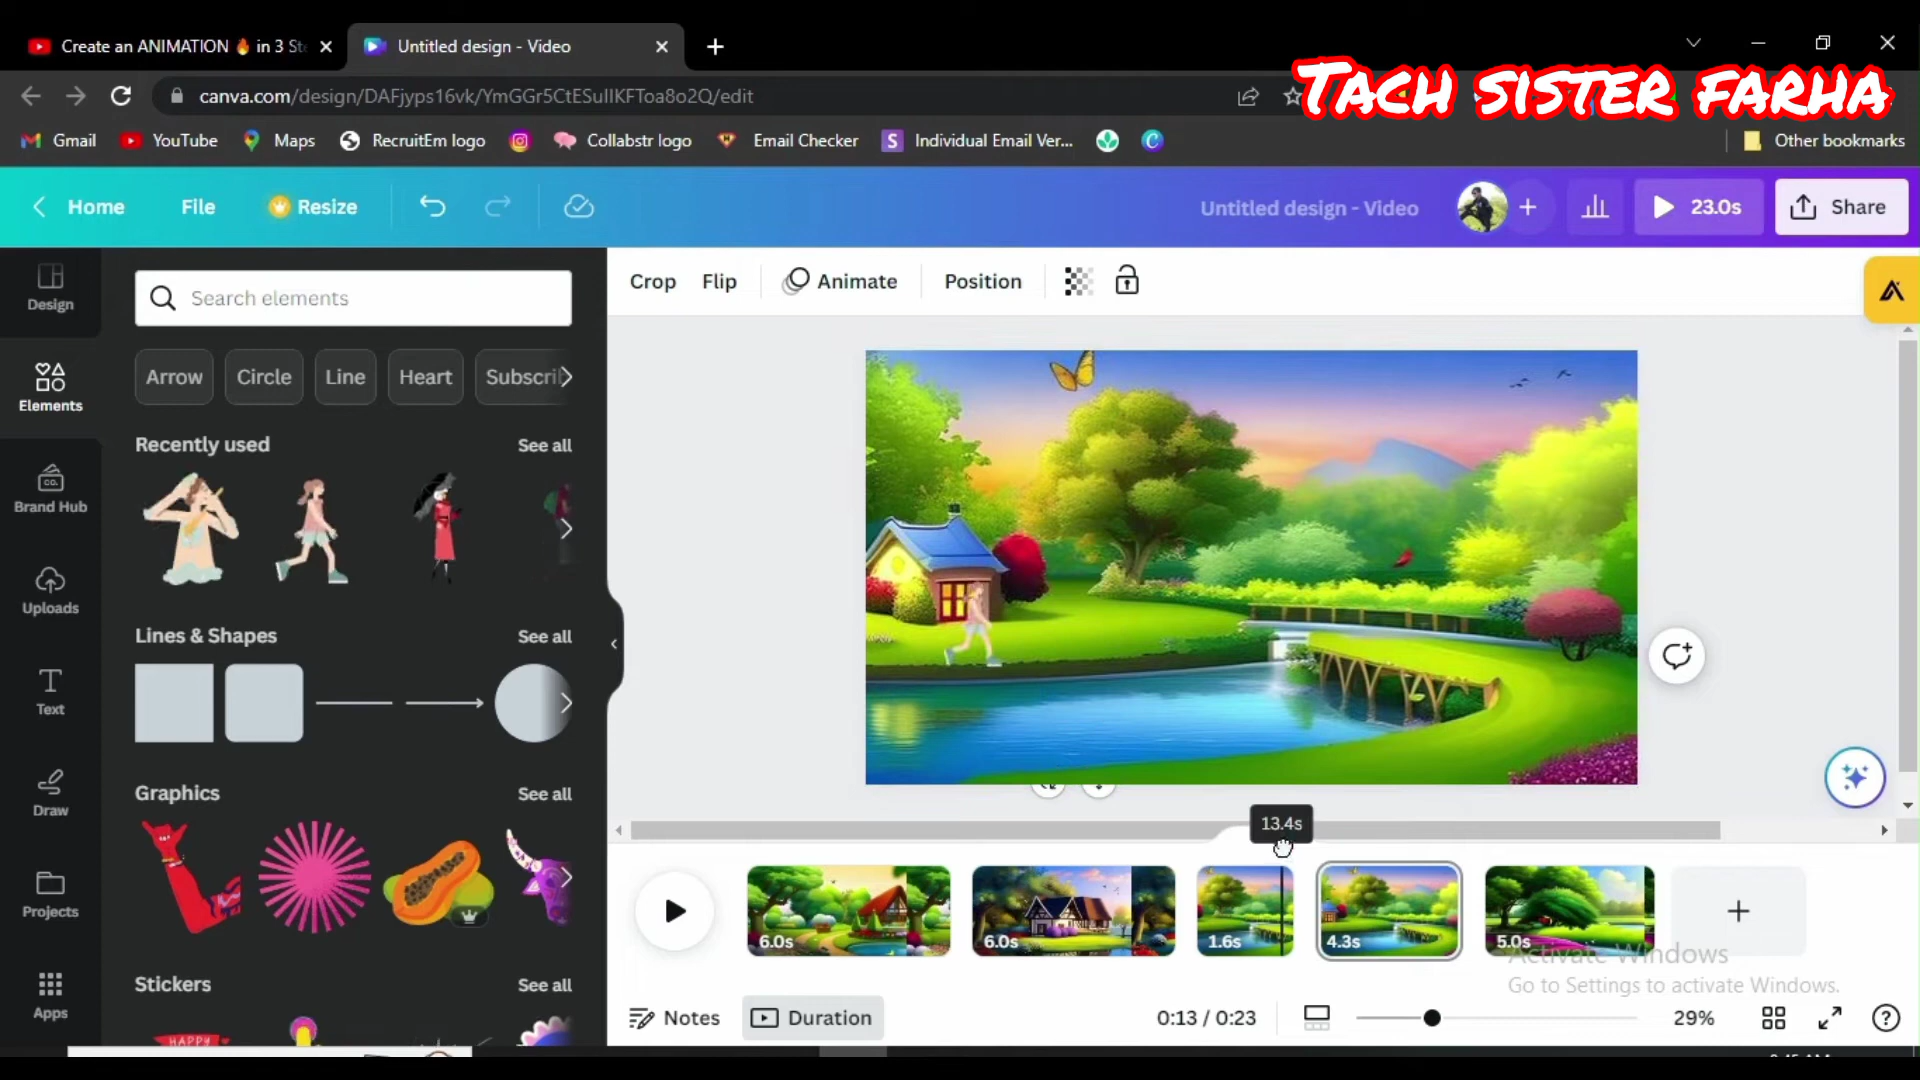 Create an ANIMATION 🔥 in 3 St
Untitled design - Video
Tach sister farha
canva.com/design/DAFjyps16vk/YmGGr5CtESulIKFToa8o2Q/edit
Gmail
YouTube
Maps
RecruitEm logo
Collabstr logo
Email Checker
S
Individual Email Ver...
Other bookmarks
Home
File
Resize
Untitled design - Video
23.0s
Share
Crop
Flip
Animate
Position
Design
Elements
Brand Hub
Uploads
Text
Draw
Projects
Apps
Search elements
Arrow
Circle
Line
Heart
Subscri
Recently used
See all
Lines & Shapes
See all
Graphics
See all
Stickers
See all
HAPPY
13.4s
6.0s
6.0s
1.6s
4.3s
5.0s
Activate Windows
Go to Settings to activate Windows.
Notes
Duration
0:13 / 0:23
29%